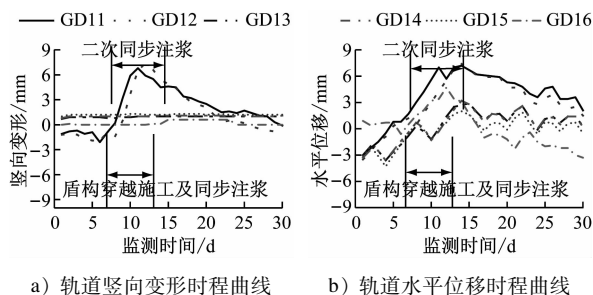 GD11 GD12 GD13 GD14 GD15 GD16
竖向变形/mm
9
6
3
0
-3
-6
-9
二次同步注浆
盾构穿越施工及同步注浆
0 5 10 15 20 25 30
监测时间/d
a）轨道竖向变形时程曲线
水平位移/mm
9
6
3
0
-3
-6
-9
二次同步注浆
盾构穿越施工及同步注浆
0 5 10 15 20 25 30
监测时间/d
b）轨道水平位移时程曲线